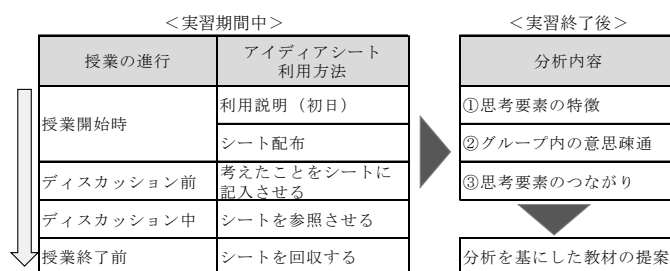 ＜実習期間中＞
授業の進行
アイディアシート
利用方法
授業開始時
利用説明（初日）
シート配布
ディスカッション前
考えたことをシートに
記入させる
ディスカッション中
シートを参照させる
授業終了前
シートを回収する
＜実習終了後＞
分析内容
①思考要素の特徴
②グループ内の意思疎通
③思考要素のつながり
分析を基にした教材の提案